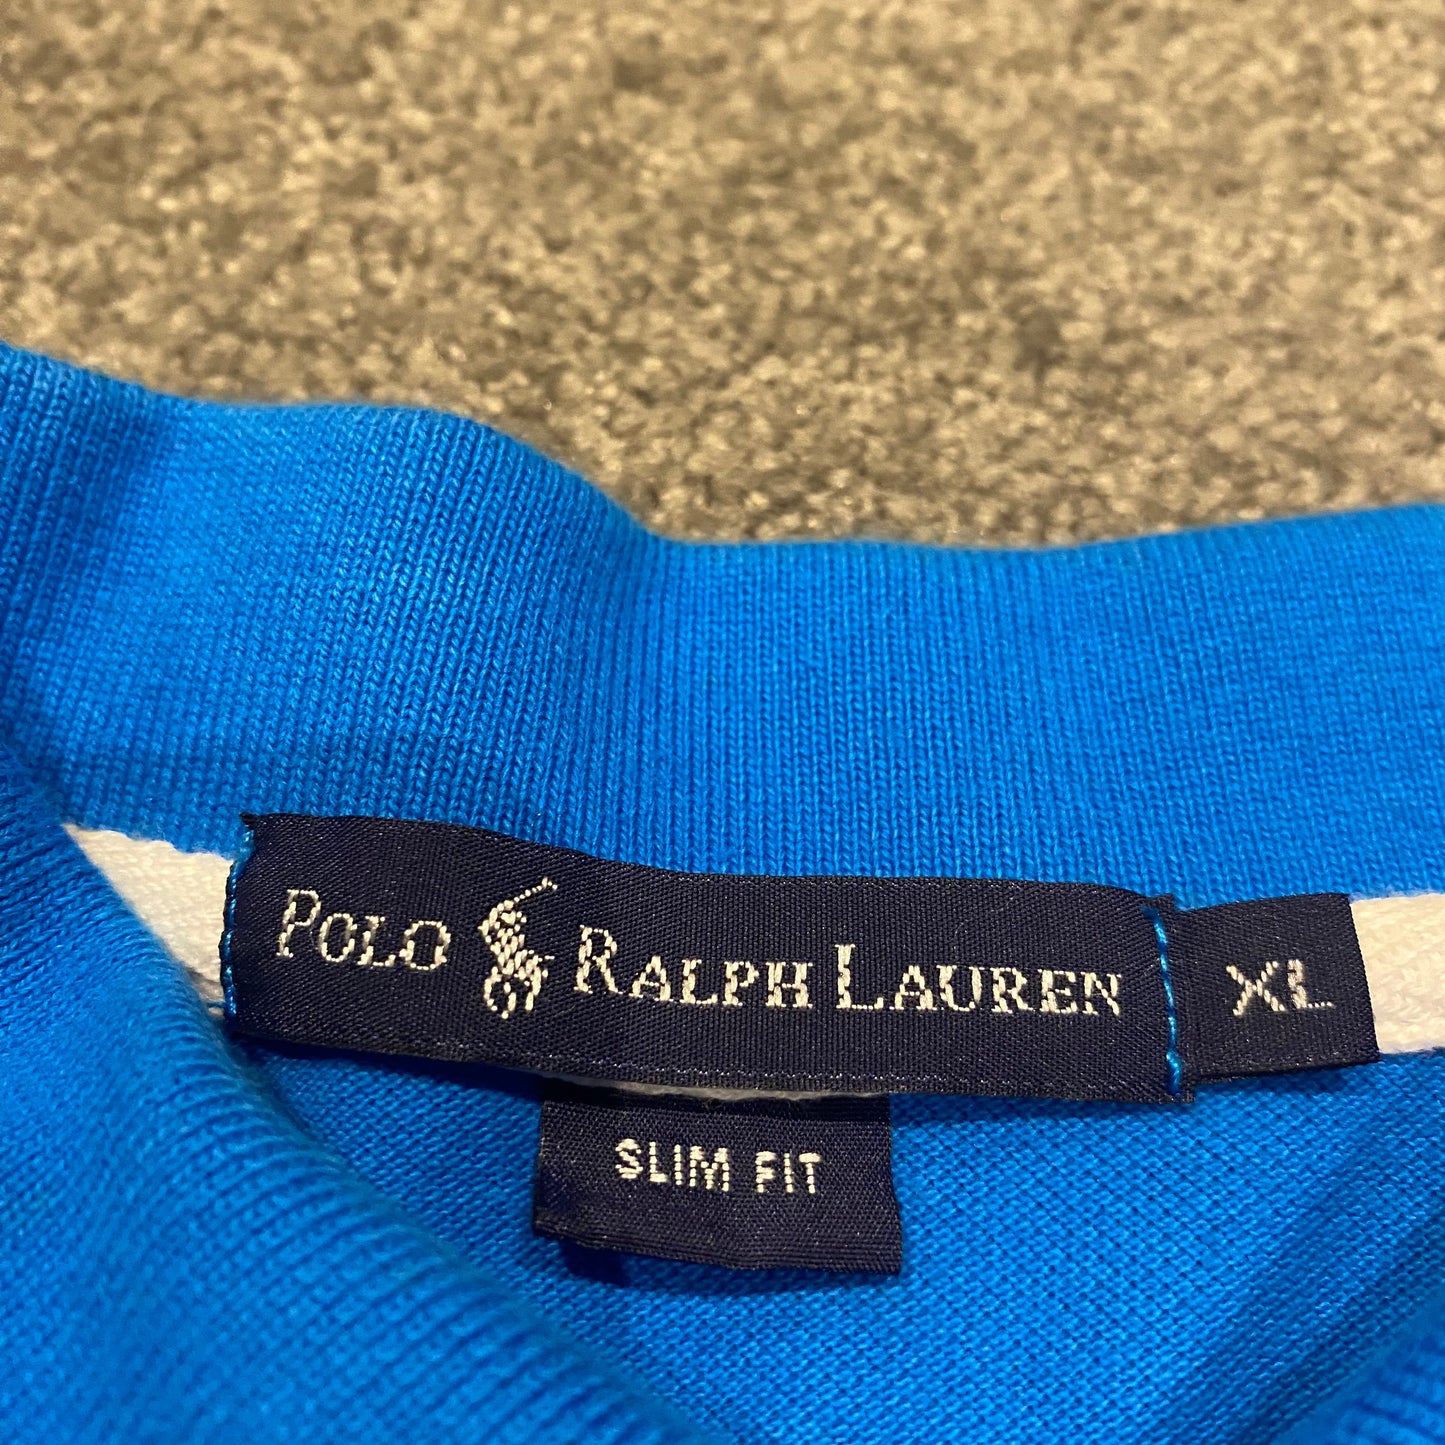 POLO RALPH LAUREN
XL
SLIM FIT